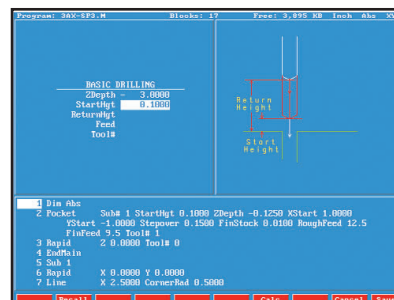 Program: 3AX-SP3.M Blocks: 17 Free: 3,895 KB Inch Abs XY
BASIC DRILLING
ZDepth - 3.0000
StartHgt 0.1000
ReturnHgt
Feed
Tool#
Return
Height
Start
Height
1 Dim Abs
2 Pocket Sub# 1 StartHgt 0.1000 ZDepth -0.1250 XStart 1.0000
YStart -1.0000 Stepover 0.1500 FinStock 0.0100 RoughFeed 12.5
FinFeed 9.5 Tool# 1
3 Rapid Z 0.0000 Tool# 0
4 EndMain
5 Sub 1
6 Rapid X 0.0000 Y 0.0000
7 Line X 2.5000 CornerRad 0.5000
Recall Calc Cancel Save